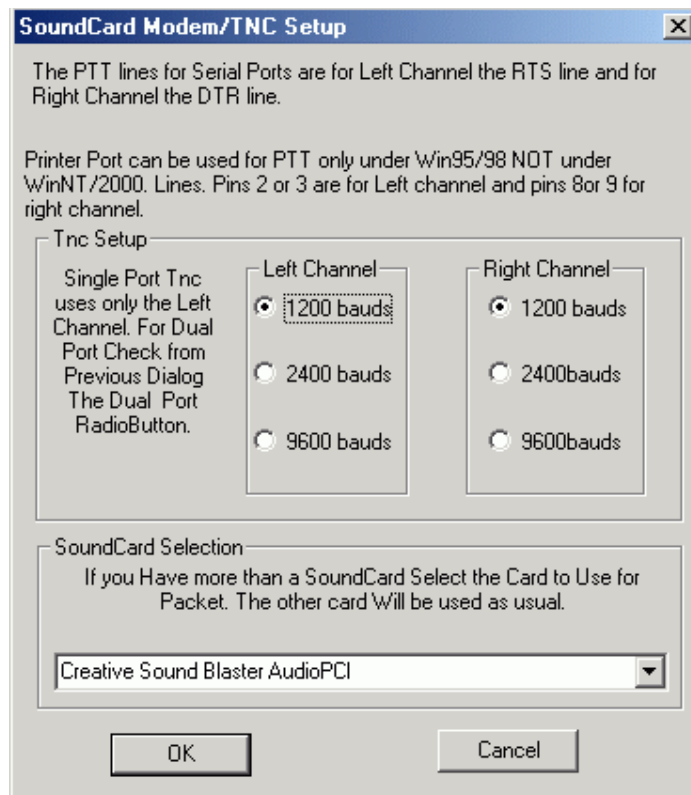 SoundCard Modem/TNC Setup
The PTT lines for Serial Ports are for Left Channel the RTS line and for
Right Channel the DTR line.
Printer Port can be used for PTT only under Win95/98 NOT under
WinNT/2000. Lines. Pins 2 or 3 are for Left channel and pins 8or 9 for
right channel.
Tnc Setup
Single Port Tnc
uses only the Left
Channel. For Dual
Port Check from
Previous Dialog
The Dual Port
RadioButton.
Left Channel
1200 bauds
2400 bauds
9600 bauds
Right Channel
1200 bauds
2400bauds
9600bauds
SoundCard Selection
If you Have more than a SoundCard Select the Card to Use for
Packet. The other card Will be used as usual.
Creative Sound Blaster AudioPCI
OK
Cancel